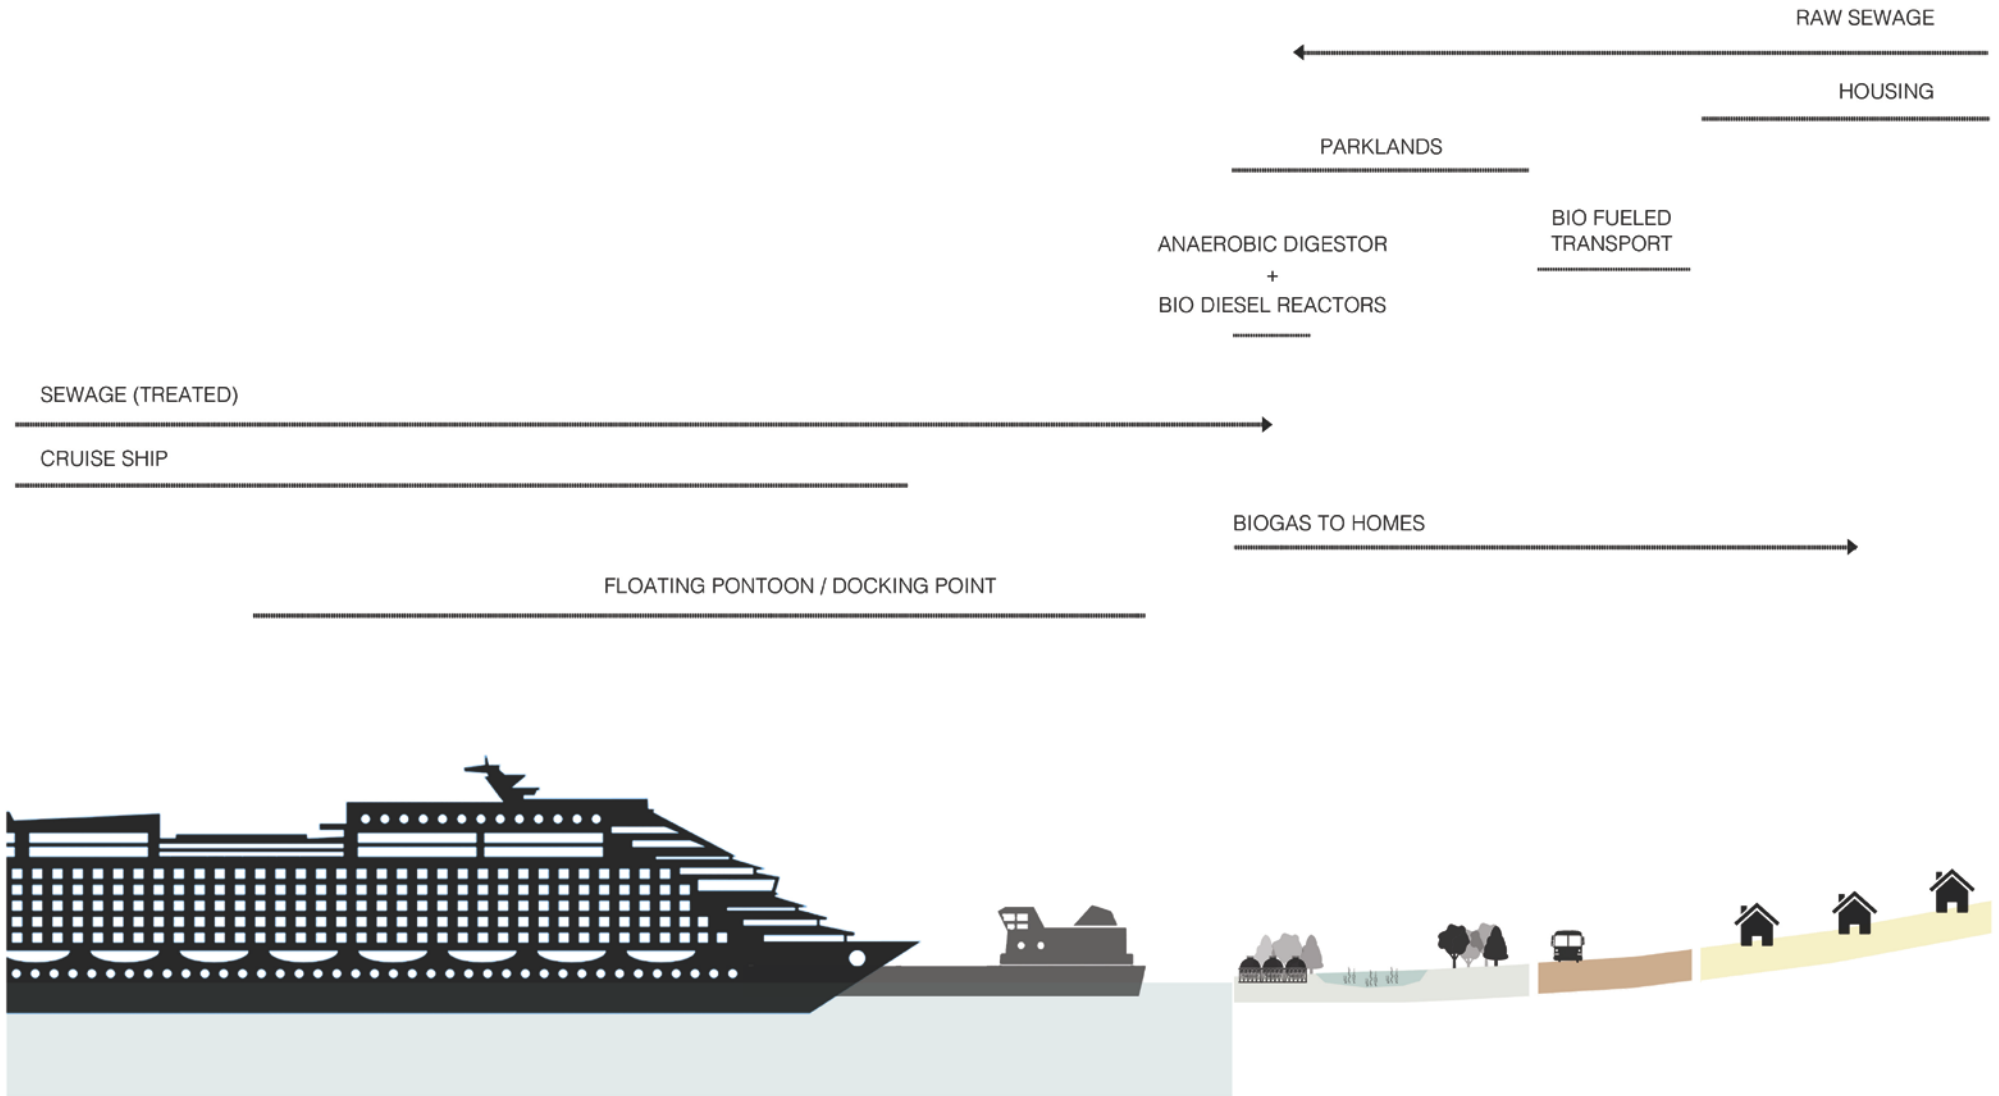 RAW SEWAGE
HOUSING
PARKLANDS
BIO FUELED
TRANSPORT
ANAEROBIC DIGESTOR
+
BIO DIESEL REACTORS
SEWAGE (TREATED)
CRUISE SHIP
BIOGAS TO HOMES
FLOATING PONTOON / DOCKING POINT